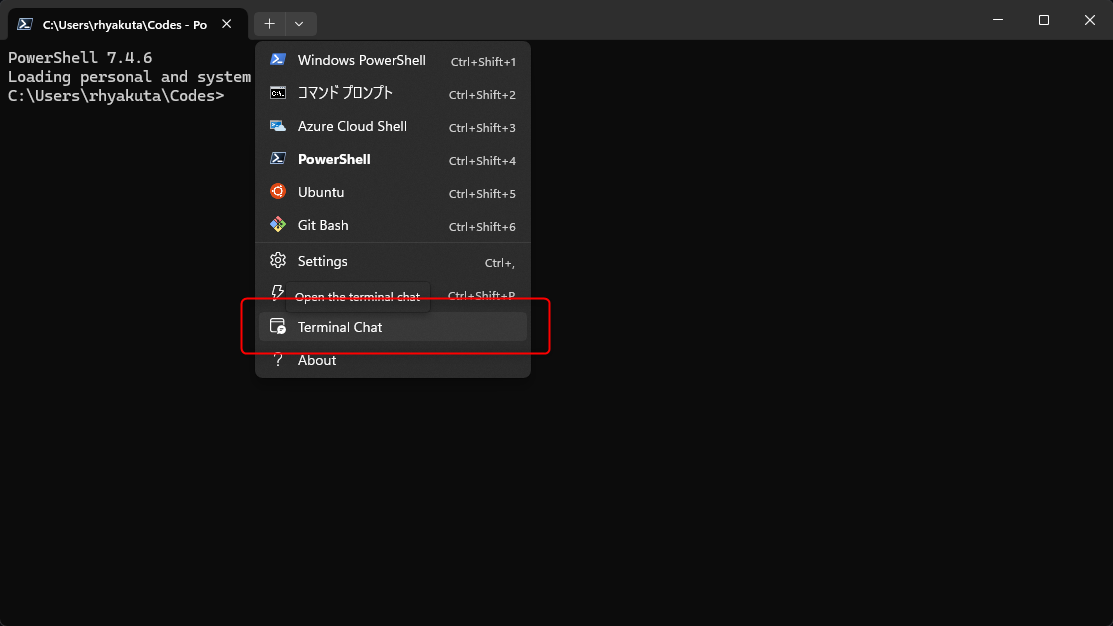 C:\Users\rhyakuta\Codes - Po
PowerShell 7.4.6
Loading personal and system
C:\Users\rhyakuta\Codes>
Windows PowerShell Ctrl+Shift+1
コマンド プロンプト Ctrl+Shift+2
Azure Cloud Shell Ctrl+Shift+3
PowerShell Ctrl+Shift+4
Ubuntu Ctrl+Shift+5
Git Bash Ctrl+Shift+6
Settings Ctrl+,
Open the terminal chat Ctrl+Shift+P
Terminal Chat
About